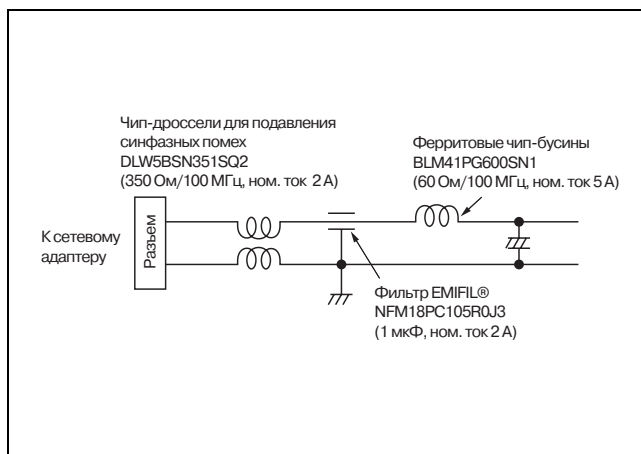 Чип-дроссели для подавления
синфазных помех
DLW5BSN351SQ2
(350 Ом/100 МГц, ном. ток 2 А)
Ферритовые чип-бусины
BLM41PG600SN1
(60 Ом/100 МГц, ном. ток 5 А)
К сетевому
адаптеру
Разъем
Фильтр EMIFIL®
NFM18PC105R0J3
(1 мкФ, ном. ток 2 А)